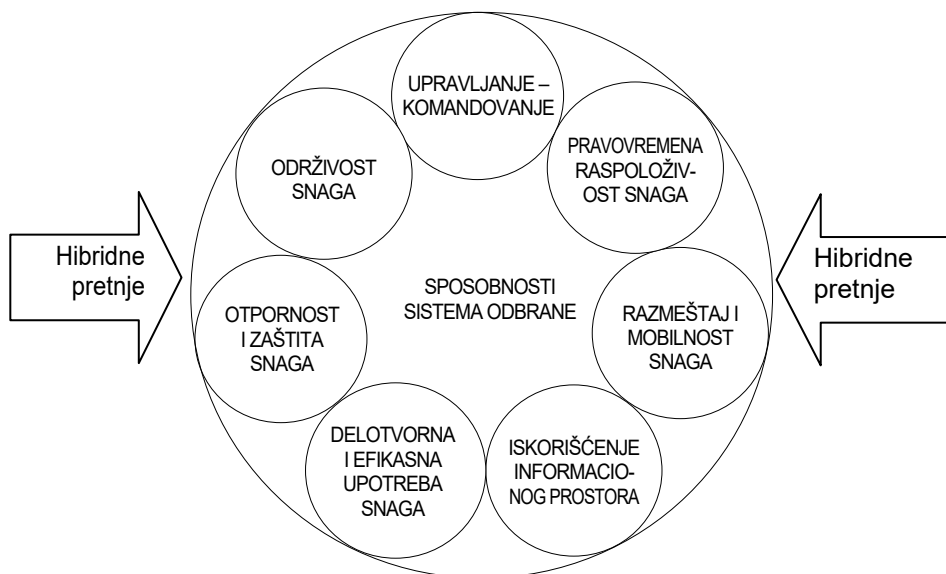 UPRAVLJANJE –
KOMANDOVANJE
PRAVOVREMENA
RASPOLOŽIV-
OST SNAGA
ODRŽIVOST
SNAGA
Hibridne
pretnje
SPOSOBNOSTI
SISTEMA ODBRANE
Hibridne
pretnje
OTPORNOST
I ZAŠTITA
SNAGA
RAZMEŠTAJ I
MOBILNOST
SNAGA
DELOTVORNA
I EFIKASNA
UPOTREBA
SNAGA
ISKORIŠĆENJE
INFORMACIO-
NOG PROSTORA